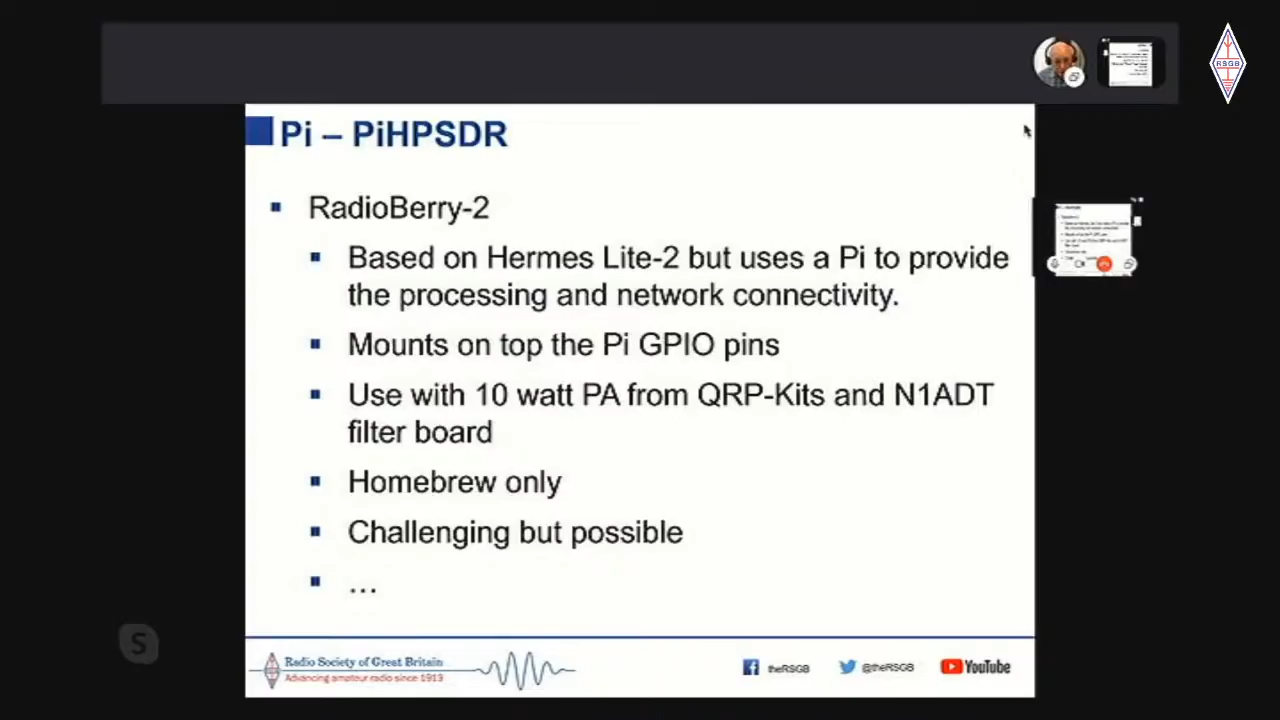 RSGB
Pi – PiHPSDR
RadioBerry-2
Based on Hermes Lite-2 but uses a Pi to provide
the processing and network connectivity.
Mounts on top the Pi GPIO pins
Use with 10 watt PA from QRP-Kits and N1ADT
filter board
Homebrew only
Challenging but possible
...
S
Radio Society of Great Britain
Advancing amateur radio since 1913
theRSGB
@theRSGB
YouTube